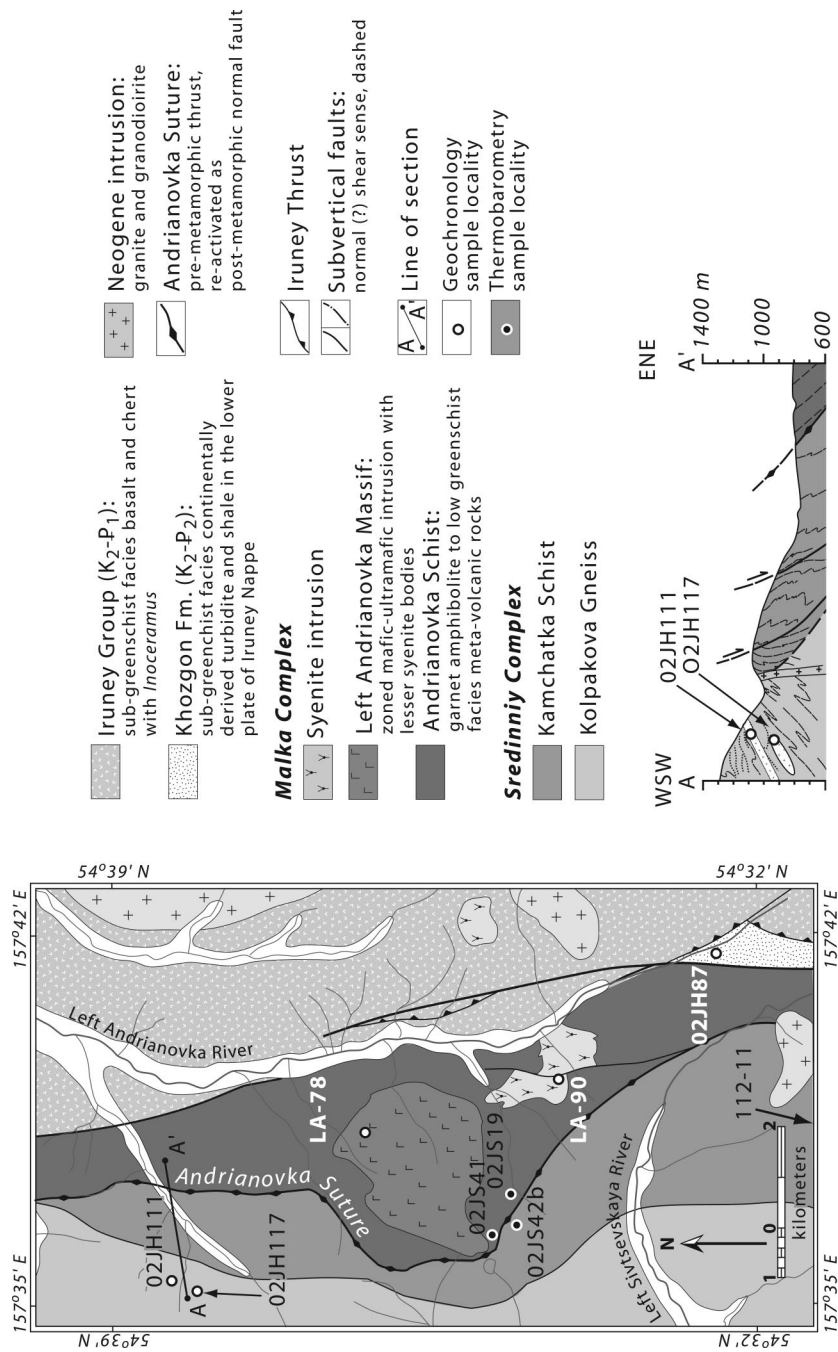 157° 35' E
157° 42' E
54° 39' N
54° 39' N
Left Andrianovka River
02JH111
A
A'
02JH117
Andrianovka
Suture
LA-78
02JS41
02JS19
02JS42b
LA-90
02JH87
112-11
Left Sivtsevskaya River
N
1 0 2
kilometers
54° 32' N
54° 32' N
157° 35' E
157° 42' E
Iruney Group (K2-P1):
sub-greenschist facies basalt and chert
with Inoceramus
Khozgon Fm. (K2-P2):
sub-greenchist facies continentally
derived turbidite and shale in the lower
plate of Iruney Nappe
Malka Complex
Syenite intrusion
Left Andrianovka Massif:
zoned mafic-ultramafic intrusion with
lesser syenite bodies
Andrianovka Schist:
garnet amphibolite to low greenschist
facies meta-volcanic rocks
Sredinniy Complex
Kamchatka Schist
Kolpakova Gneiss
Neogene intrusion:
granite and granodioirite
Andrianovka Suture:
pre-metamorphic thrust,
re-activated as
post-metamorphic normal fault
Iruney Thrust
Subvertical faults:
normal (?) shear sense, dashed
A
A'
Line of section
Geochronology
sample locality
Thermobarometry
sample locality
WSW
A
02JH111
O2JH117
ENE
A'
1400 m
1000
600